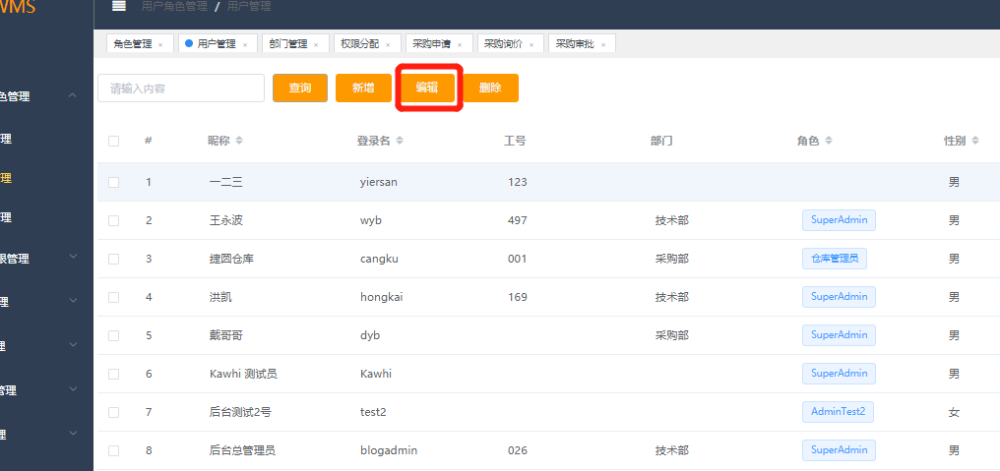 WMS
用户角色管理 / 用户管理
角色管理 × 用户管理 × 部门管理 × 权限分配 × 采购申请 × 采购询价 × 采购审批 ×
请输入内容 查询 新增 编辑 删除
色管理
理
理
理
限管理
理
理
管理
理
# 昵称 登录名 工号 部门 角色 性别
1 一二三 yiersan 123 男
2 王永波 wyb 497 技术部 SuperAdmin 男
3 捷圆仓库 cangku 001 采购部 仓库管理员 男
4 洪凯 hongkai 169 技术部 SuperAdmin 男
5 戴哥哥 dyb 采购部 SuperAdmin 男
6 Kawhi 测试员 Kawhi SuperAdmin 男
7 后台测试2号 test2 AdminTest2 女
8 后台总管理员 blogadmin 026 技术部 SuperAdmin 男